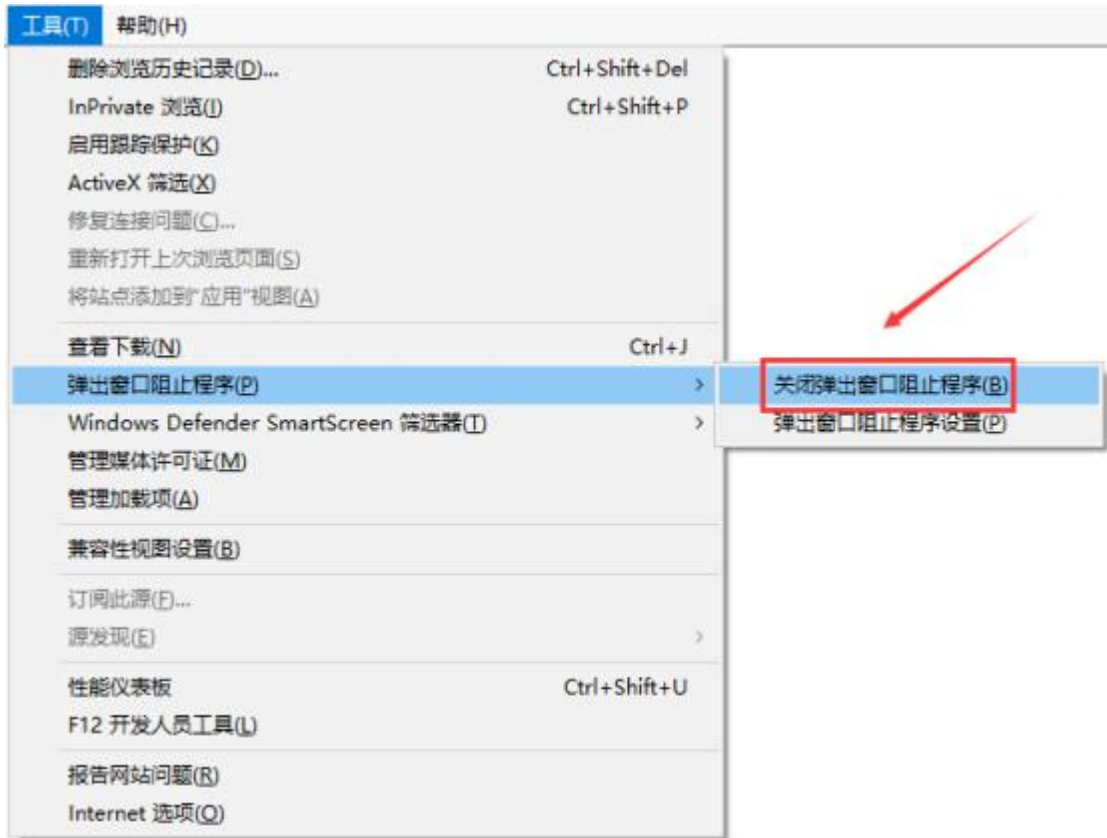 工具(T) 帮助(H)
删除浏览历史记录(D)... Ctrl+Shift+Del
InPrivate 浏览(I) Ctrl+Shift+P
启用跟踪保护(K)
ActiveX 筛选(X)
修复连接问题(C)...
重新打开上次浏览页面(S)
将站点添加到"应用"视图(A)
查看下载(N) Ctrl+J
弹出窗口阻止程序(P) > 关闭弹出窗口阻止程序(B)
Windows Defender SmartScreen 筛选器(T) > 弹出窗口阻止程序设置(P)
管理媒体许可证(M)
管理加载项(A)
兼容性视图设置(B)
订阅此源(F)...
源发现(E) >
性能仪表板 Ctrl+Shift+U
F12 开发人员工具(L)
报告网站问题(R)
Internet 选项(O)